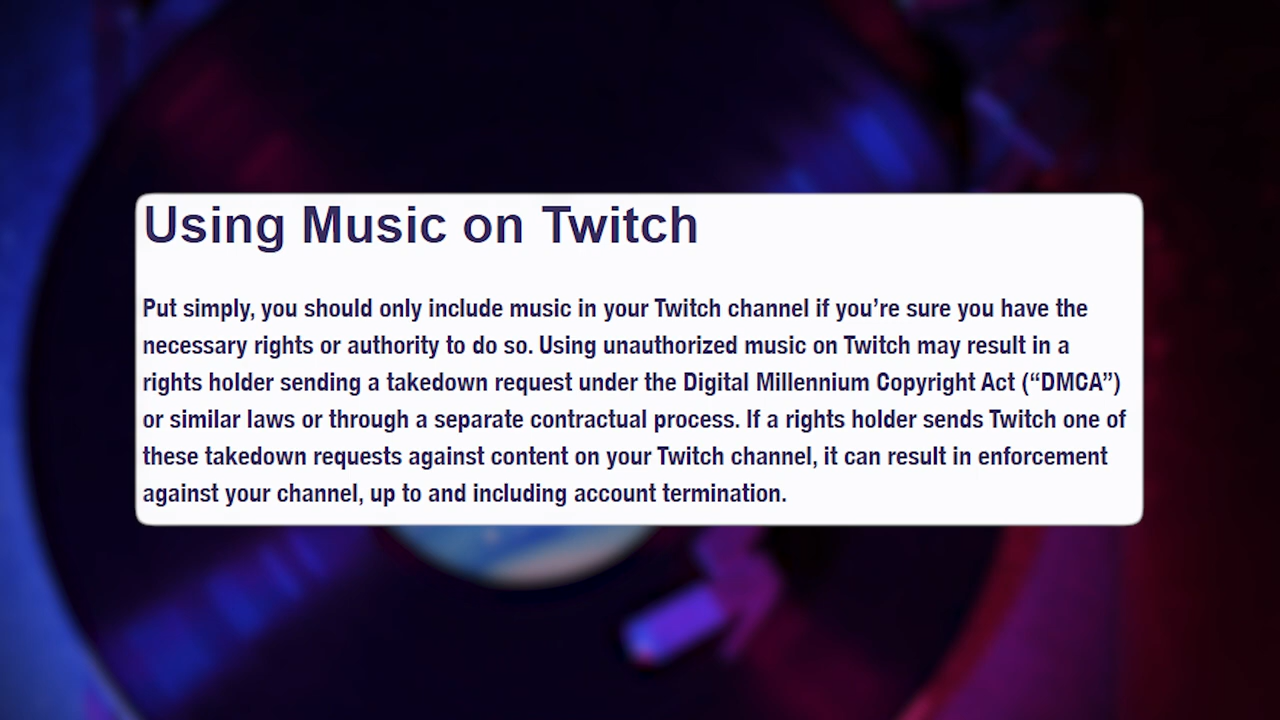 Using Music on Twitch
Put simply, you should only include music in your Twitch channel if you’re sure you have the
necessary rights or authority to do so. Using unauthorized music on Twitch may result in a
rights holder sending a takedown request under the Digital Millennium Copyright Act (“DMCA”)
or similar laws or through a separate contractual process. If a rights holder sends Twitch one of
these takedown requests against content on your Twitch channel, it can result in enforcement
against your channel, up to and including account termination.